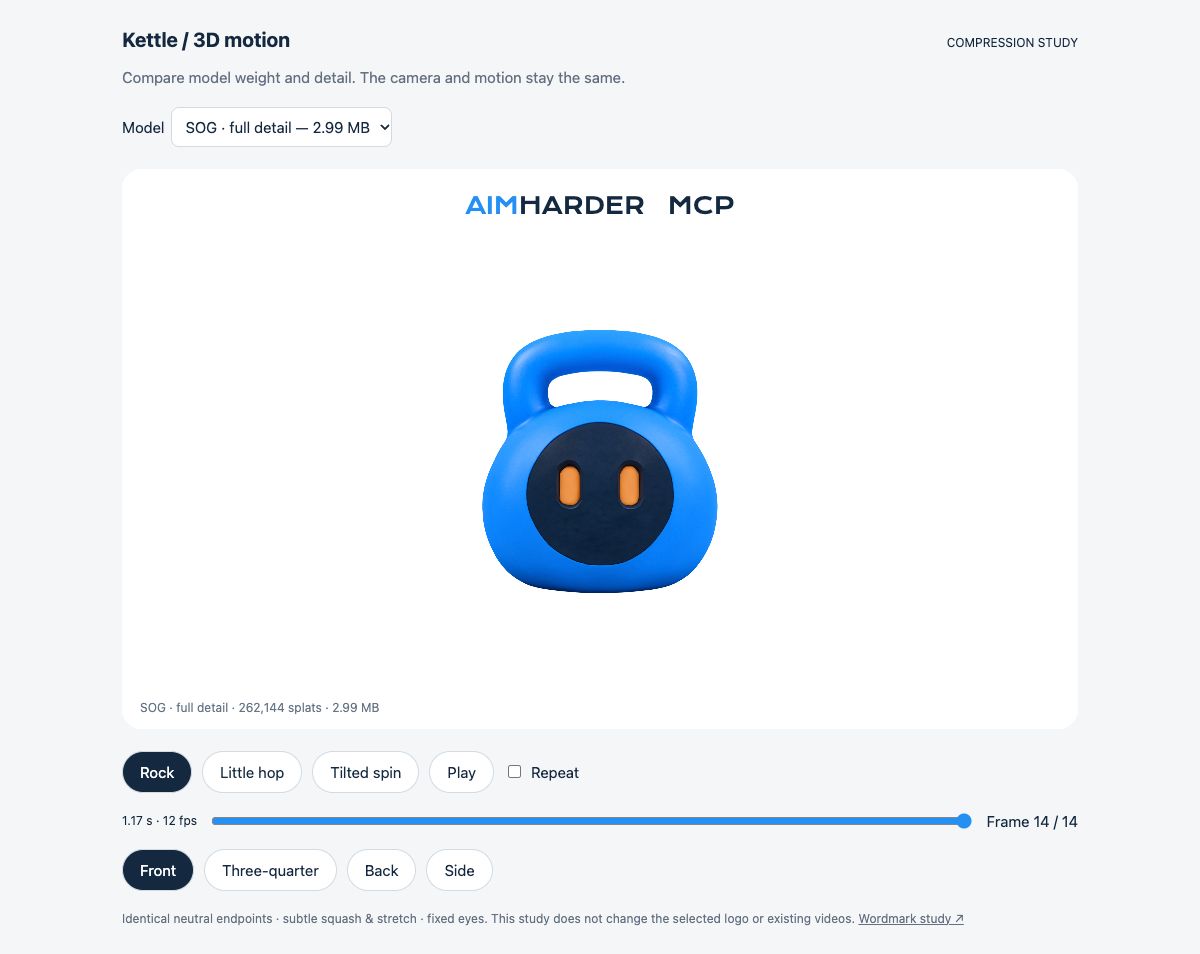 Kettle / 3D motion
COMPRESSION STUDY
Compare model weight and detail. The camera and motion stay the same.
Model SOG · full detail — 2.99 MB
AIMHARDER MCP
SOG · full detail · 262,144 splats · 2.99 MB
Rock Little hop Tilted spin Play Repeat
1.17 s · 12 fps Frame 14 / 14
Front Three-quarter Back Side
Identical neutral endpoints · subtle squash & stretch · fixed eyes. This study does not change the selected logo or existing videos. Wordmark study ↗